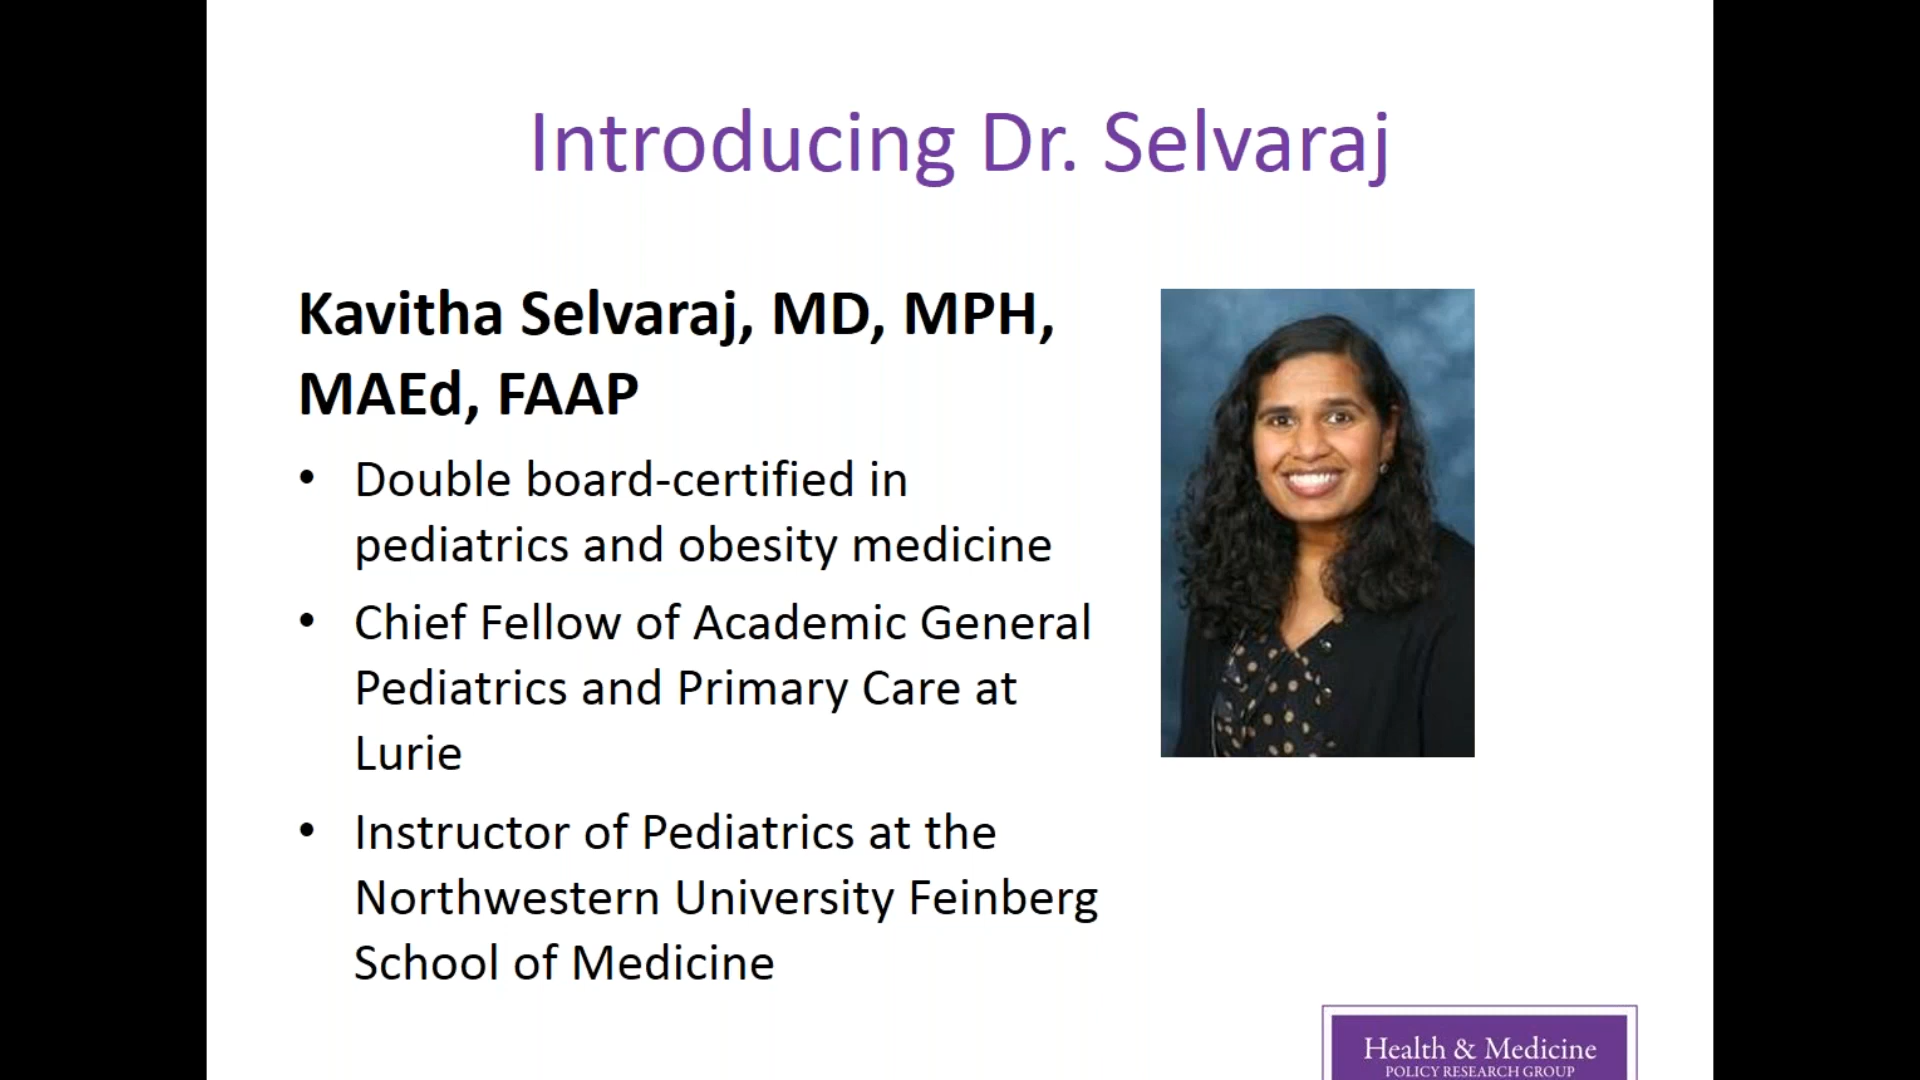 Introducing Dr. Selvaraj
Kavitha Selvaraj, MD, MPH,
MAEd, FAAP
• Double board-certified in
pediatrics and obesity medicine
• Chief Fellow of Academic General
Pediatrics and Primary Care at
Lurie
• Instructor of Pediatrics at the
Northwestern University Feinberg
School of Medicine
Health & Medicine
POLICY RESEARCH GROUP